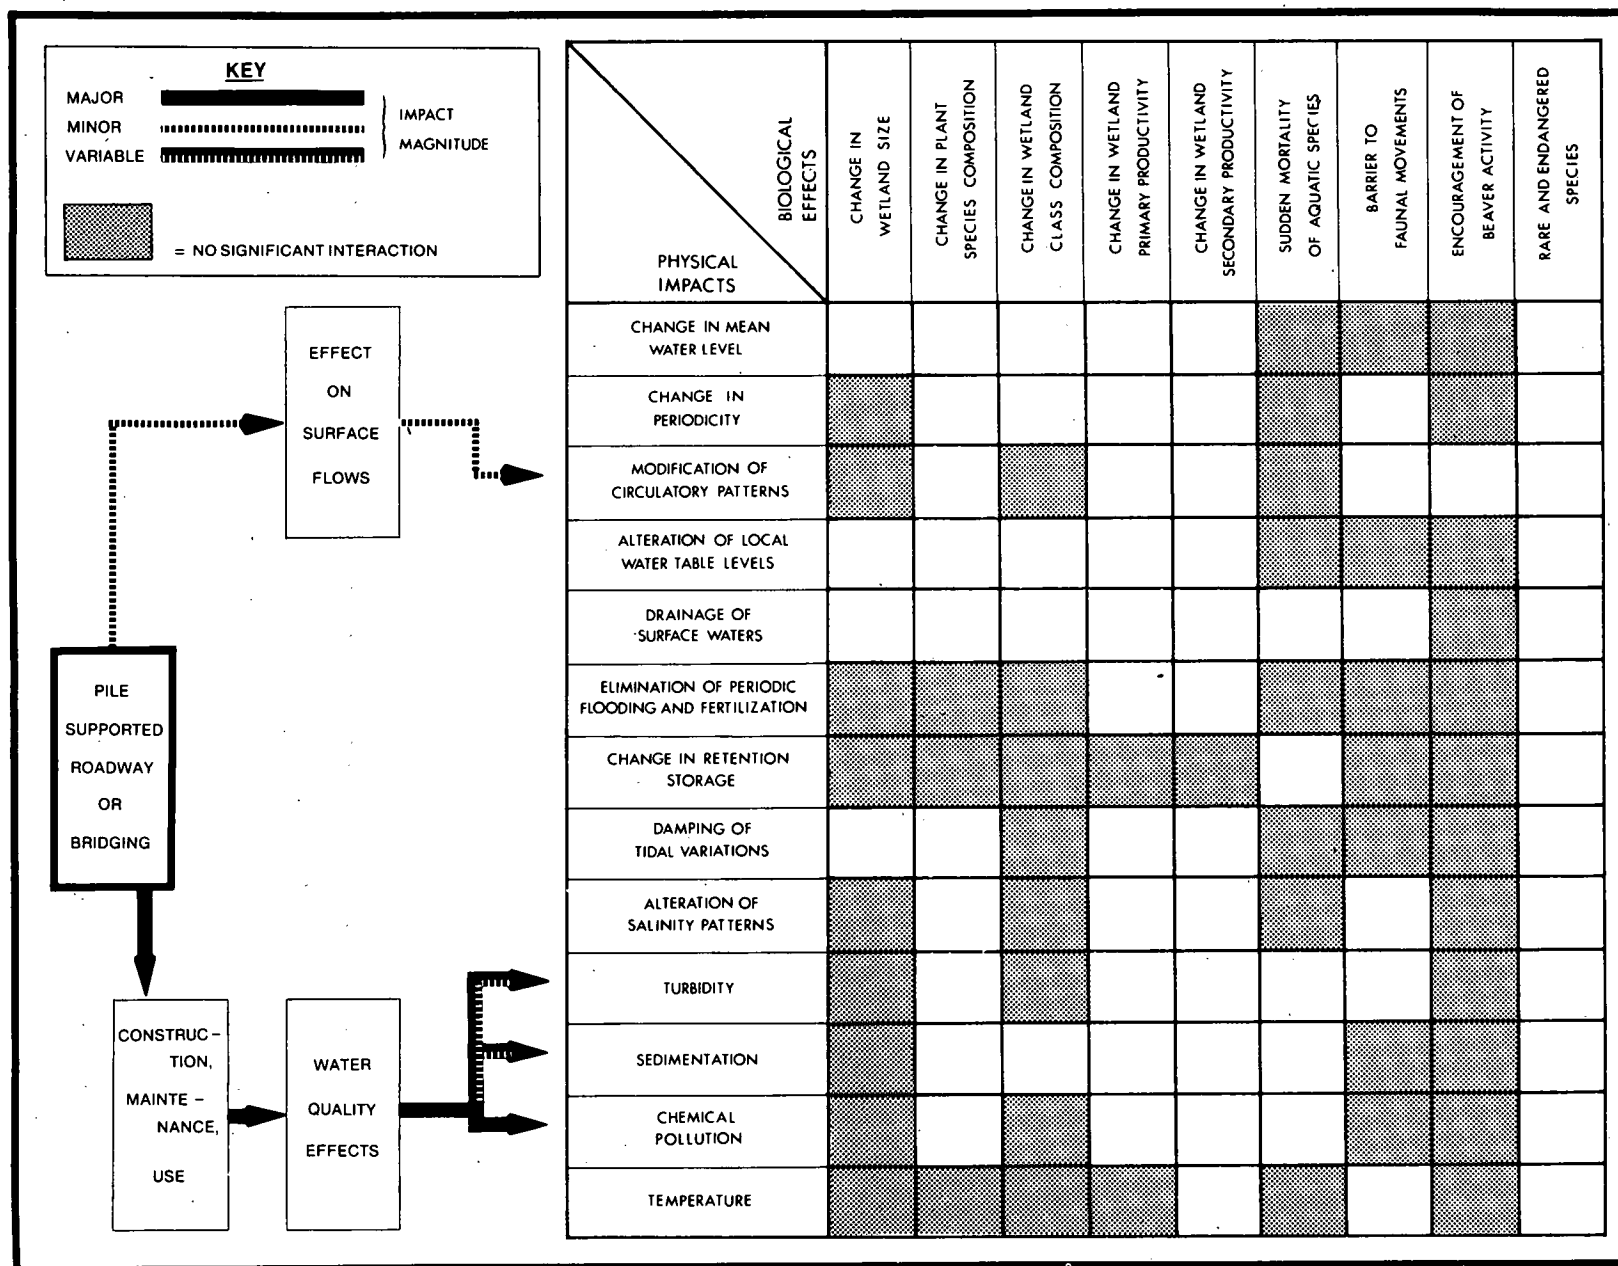 KEY
MAJOR
MINOR
VARIABLE
IMPACT
MAGNITUDE
= NO SIGNIFICANT INTERACTION
EFFECT
ON
SURFACE
FLOWS
PILE
SUPPORTED
ROADWAY
OR
BRIDGING
CONSTRUC-
TION,
MAINTE-
NANCE,
USE
WATER
QUALITY
EFFECTS
BIOLOGICAL
EFFECTS
PHYSICAL
IMPACTS
CHANGE IN
WETLAND SIZE
CHANGE IN PLANT
SPECIES COMPOSITION
CHANGE IN WETLAND
CLASS COMPOSITION
CHANGE IN WETLAND
PRIMARY PRODUCTIVITY
CHANGE IN WETLAND
SECONDARY PRODUCTIVITY
SUDDEN MORTALITY
OF AQUATIC SPECIES
BARRIER TO
FAUNAL MOVEMENTS
ENCOURAGEMENT OF
BEAVER ACTIVITY
RARE AND ENDANGERED
SPECIES
CHANGE IN MEAN
WATER LEVEL
CHANGE IN
PERIODICITY
MODIFICATION OF
CIRCULATORY PATTERNS
ALTERATION OF LOCAL
WATER TABLE LEVELS
DRAINAGE OF
SURFACE WATERS
ELIMINATION OF PERIODIC
FLOODING AND FERTILIZATION
CHANGE IN RETENTION
STORAGE
DAMPING OF
TIDAL VARIATIONS
ALTERATION OF
SALINITY PATTERNS
TURBIDITY
SEDIMENTATION
CHEMICAL
POLLUTION
TEMPERATURE